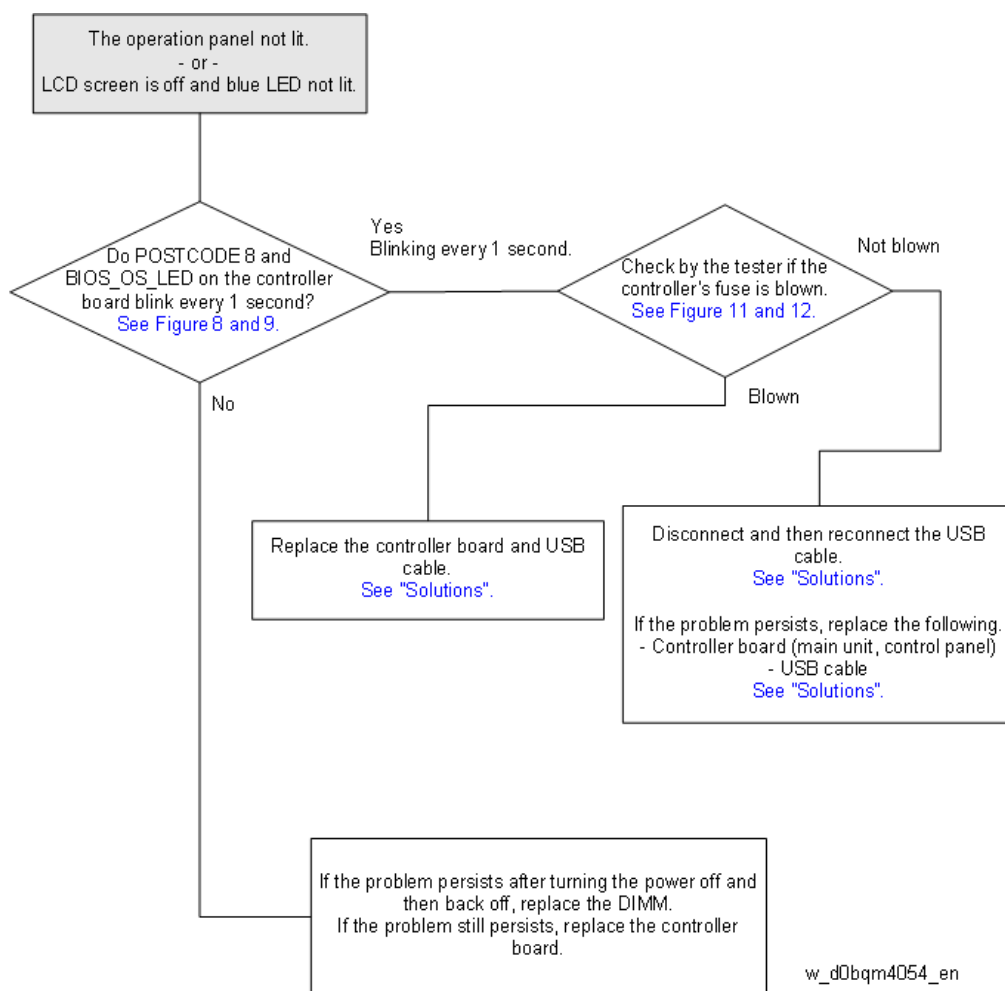 The operation panel not lit.
- or -
LCD screen is off and blue LED not lit.
Do POSTCODE 8 and
BIOS_OS_LED on the controller
board blink every 1 second?
See Figure 8 and 9.
Yes
Blinking every 1 second.
Check by the tester if the
controller's fuse is blown.
See Figure 11 and 12.
Not blown
No
Blown
Replace the controller board and USB
cable.
See "Solutions".
Disconnect and then reconnect the USB
cable.
See "Solutions".
If the problem persists, replace the following.
- Controller board (main unit, control panel)
- USB cable
See "Solutions".
If the problem persists after turning the power off and
then back off, replace the DIMM.
If the problem still persists, replace the controller
board.
w_d0bqm4054_en